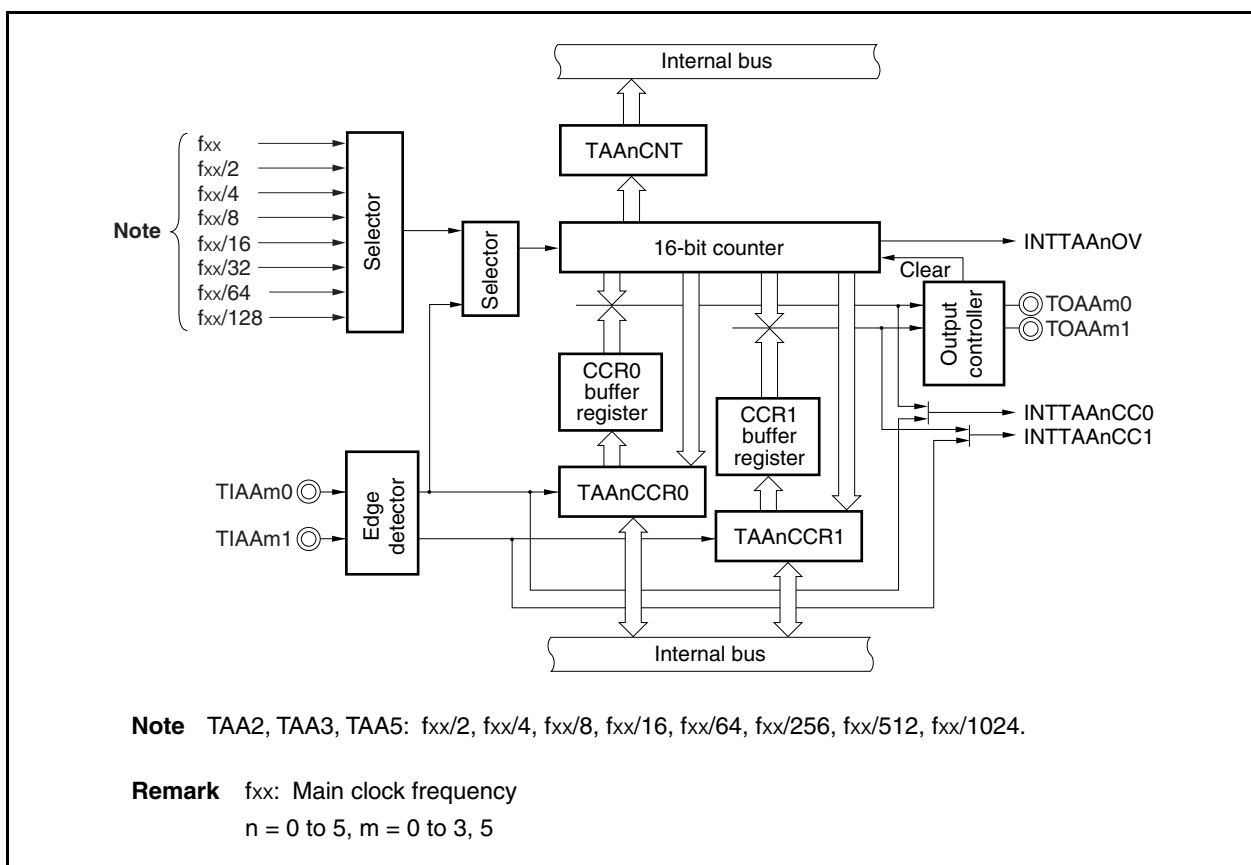 Internal bus
TAAnCNT
fxx
fxx/2
fxx/4
fxx/8
fxx/16
fxx/32
fxx/64
fxx/128
Note
Selector
Selector
16-bit counter
INTTAAnOV
Clear
Output
controller
TOAAm0
TOAAm1
CCR0
buffer
register
CCR1
buffer
register
INTTAAnCC0
INTTAAnCC1
TIAAm0
TIAAm1
Edge
detector
TAAnCCR0
TAAnCCR1
Internal bus
Note TAA2, TAA3, TAA5: fxx/2, fxx/4, fxx/8, fxx/16, fxx/64, fxx/256, fxx/512, fxx/1024.
Remark fxx: Main clock frequency
n = 0 to 5, m = 0 to 3, 5